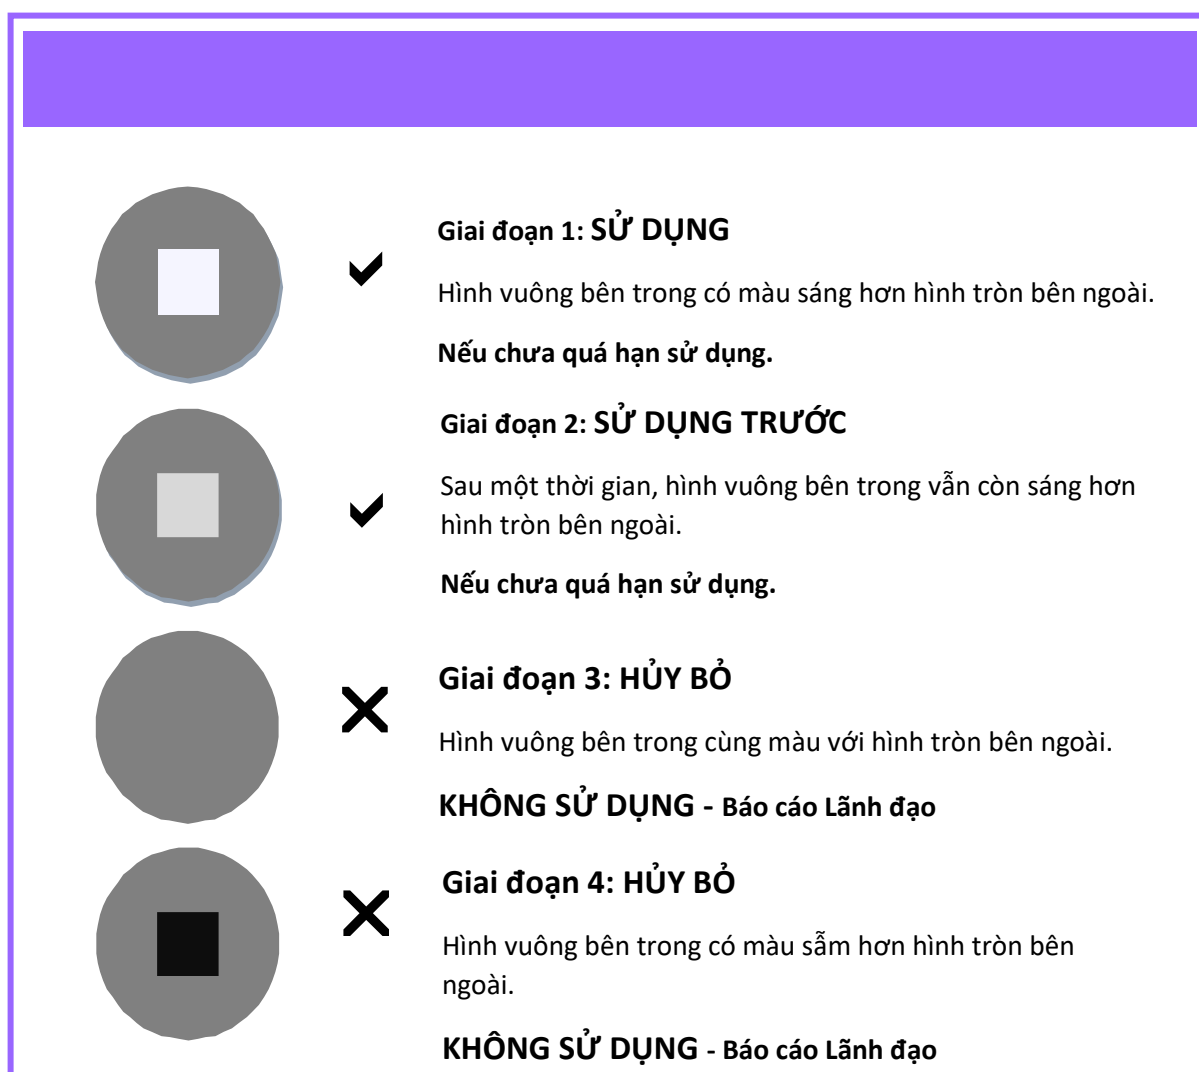 Giai đoạn 1: SỬ DỤNG
Hình vuông bên trong có màu sáng hơn hình tròn bên ngoài.
Nếu chưa quá hạn sử dụng.
Giai đoạn 2: SỬ DỤNG TRƯỚC
Sau một thời gian, hình vuông bên trong vẫn còn sáng hơn
hình tròn bên ngoài.
Nếu chưa quá hạn sử dụng.
Giai đoạn 3: HỦY BỎ
Hình vuông bên trong cùng màu với hình tròn bên ngoài.
KHÔNG SỬ DỤNG - Báo cáo Lãnh đạo
Giai đoạn 4: HỦY BỎ
Hình vuông bên trong có màu sẫm hơn hình tròn bên
ngoài.
KHÔNG SỬ DỤNG - Báo cáo Lãnh đạo